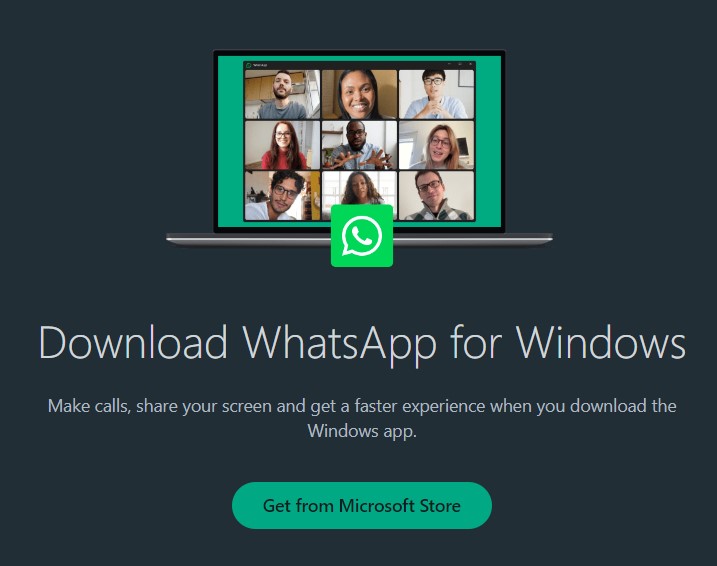 Download WhatsApp for Windows
Make calls, share your screen and get a faster experience when you download the
Windows app.
Get from Microsoft Store